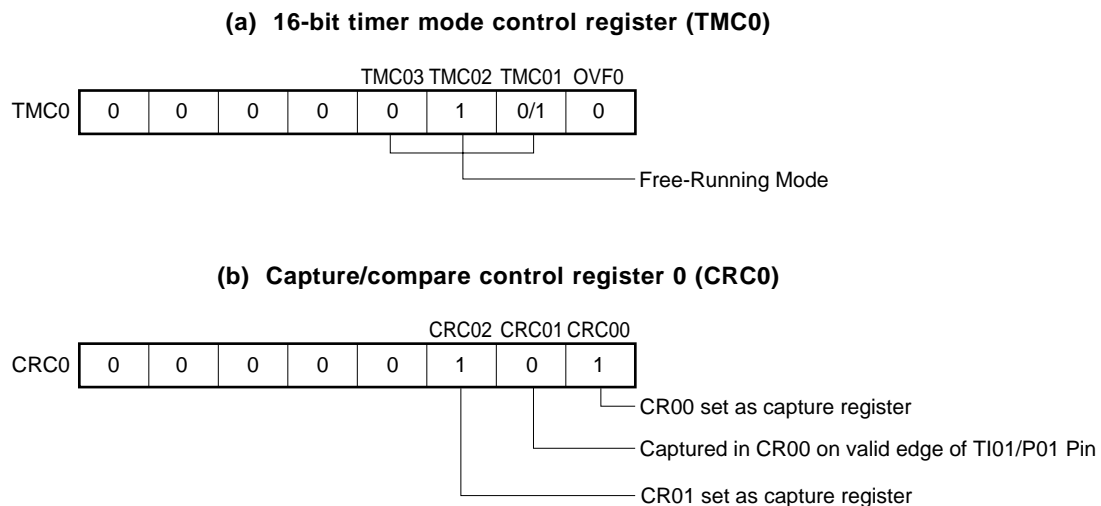 (a) 16-bit timer mode control register (TMC0)
TMC03 TMC02 TMC01 OVF0
TMC0 0 0 0 0 0 1 0/1 0
Free-Running Mode
(b) Capture/compare control register 0 (CRC0)
CRC02 CRC01 CRC00
CRC0 0 0 0 0 0 1 0 1
CR00 set as capture register
Captured in CR00 on valid edge of TI01/P01 Pin
CR01 set as capture register